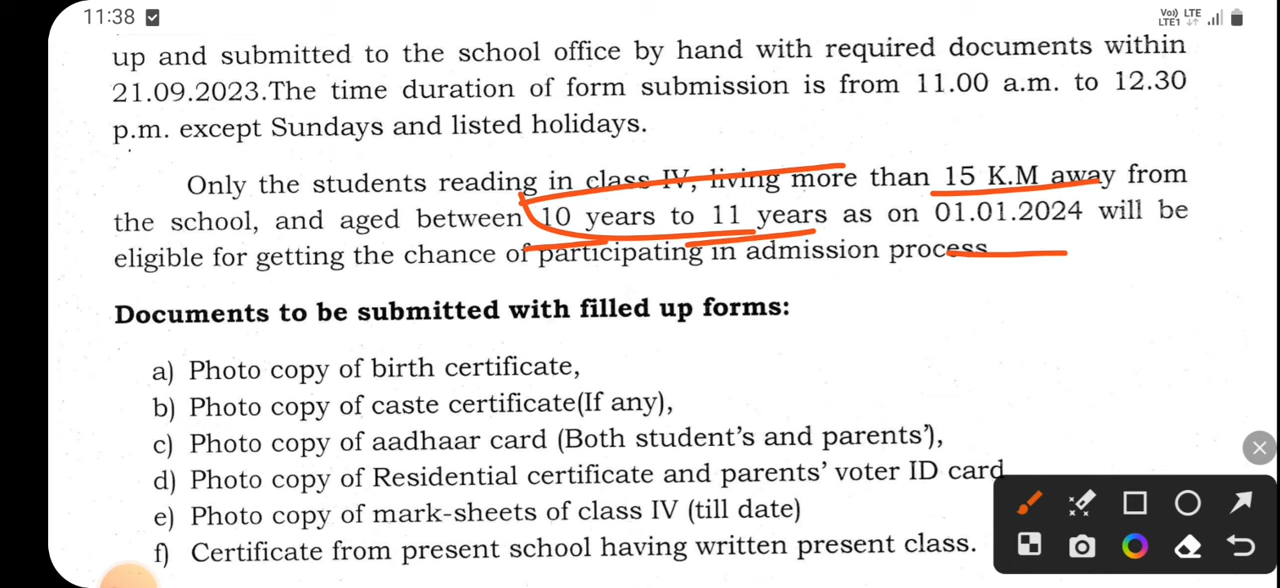 11:38
Vo) LTE
LTE1
up and submitted to the school office by hand with required documents within
21.09.2023.The time duration of form submission is from 11.00 a.m. to 12.30
p.m. except Sundays and listed holidays.
Only the students reading in class IV, living more than 15 K.M away from
the school, and aged between 10 years to 11 years as on 01.01.2024 will be
eligible for getting the chance of participating in admission process
Documents to be submitted with filled up forms:
a) Photo copy of birth certificate,
b) Photo copy of caste certificate(If any),
c) Photo copy of aadhaar card (Both student's and parents'),
d) Photo copy of Residential certificate and parents' voter ID card
e) Photo copy of mark-sheets of class IV (till date)
f) Certificate from present school having written present class.